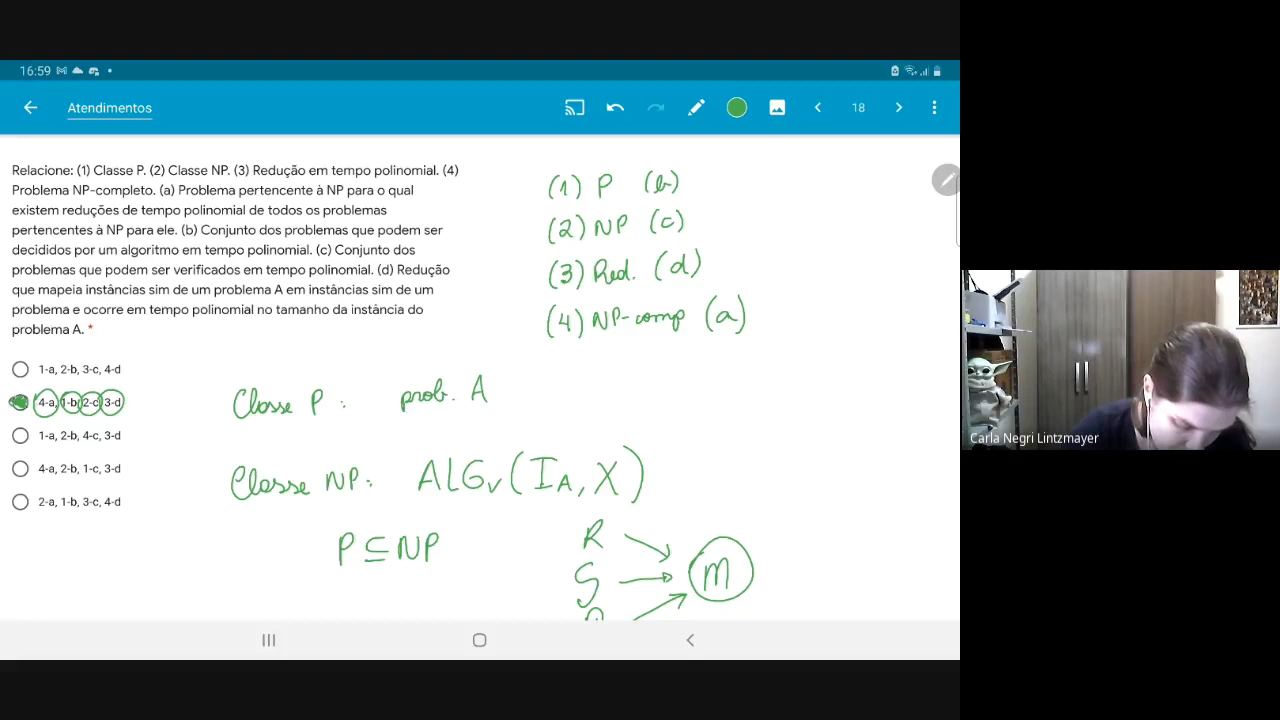 16:59
Atendimentos
18
Relacione: (1) Classe P. (2) Classe NP. (3) Redução em tempo polinomial. (4)
Problema NP-completo. (a) Problema pertencente à NP para o qual
existem reduções de tempo polinomial de todos os problemas
pertencentes à NP para ele. (b) Conjunto dos problemas que podem ser
decididos por um algoritmo em tempo polinomial. (c) Conjunto dos
problemas que podem ser verificados em tempo polinomial. (d) Redução
que mapeia instâncias sim de um problema A em instâncias sim de um
problema e ocorre em tempo polinomial no tamanho da instância do
problema A. *
1-a, 2-b, 3-c, 4-d
4-a, 1-b, 2-c, 3-d
1-a, 2-b, 4-c, 3-d
4-a, 2-b, 1-c, 3-d
2-a, 1-b, 3-c, 4-d
(1) P (b)
(2) NP (c)
(3) Red. (d)
(4) NP-comp (a)
Classe P: prob. A
Classe NP: ALGv(IA, X)
P ⊆ NP
R
S
M
Carla Negri Lintzmayer